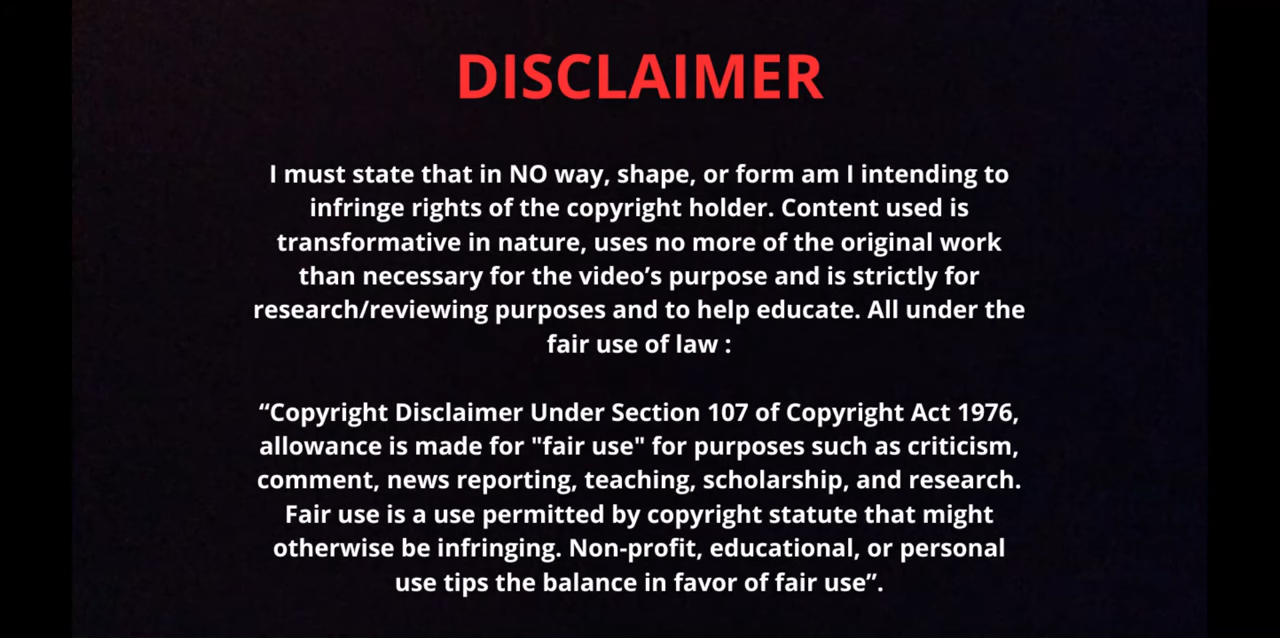 DISCLAIMER
I must state that in NO way, shape, or form am I intending to
infringe rights of the copyright holder. Content used is
transformative in nature, uses no more of the original work
than necessary for the video’s purpose and is strictly for
research/reviewing purposes and to help educate. All under the
fair use of law :
“Copyright Disclaimer Under Section 107 of Copyright Act 1976,
allowance is made for "fair use" for purposes such as criticism,
comment, news reporting, teaching, scholarship, and research.
Fair use is a use permitted by copyright statute that might
otherwise be infringing. Non-profit, educational, or personal
use tips the balance in favor of fair use”.